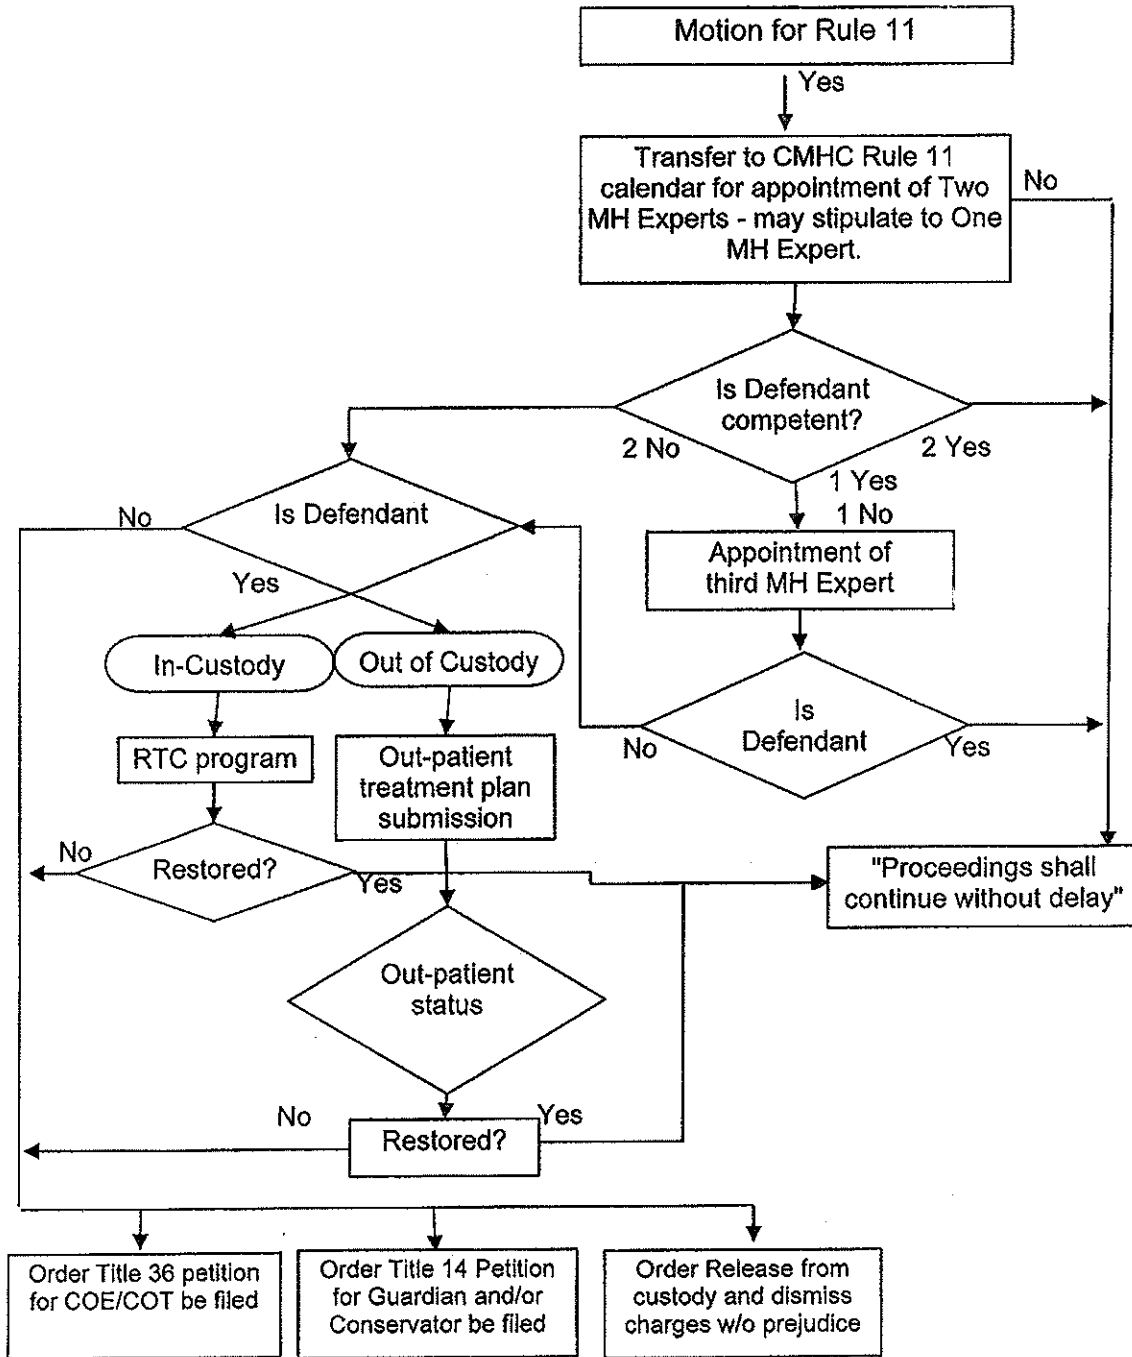 Motion for Rule 11
Yes
Transfer to CMHC Rule 11
calendar for appointment of Two
MH Experts - may stipulate to One
MH Expert.
No
Is Defendant
competent?
2 No
2 Yes
1 Yes
1 No
Is Defendant
No
Yes
Appointment of
third MH Expert
In-Custody
Out of Custody
Is
Defendant
No
Yes
RTC program
Out-patient
treatment plan
submission
No
Restored?
Yes
"Proceedings shall
continue without delay"
Out-patient
status
No
Restored?
Yes
Order Title 36 petition
for COE/COT be filed
Order Title 14 Petition
for Guardian and/or
Conservator be filed
Order Release from
custody and dismiss
charges w/o prejudice